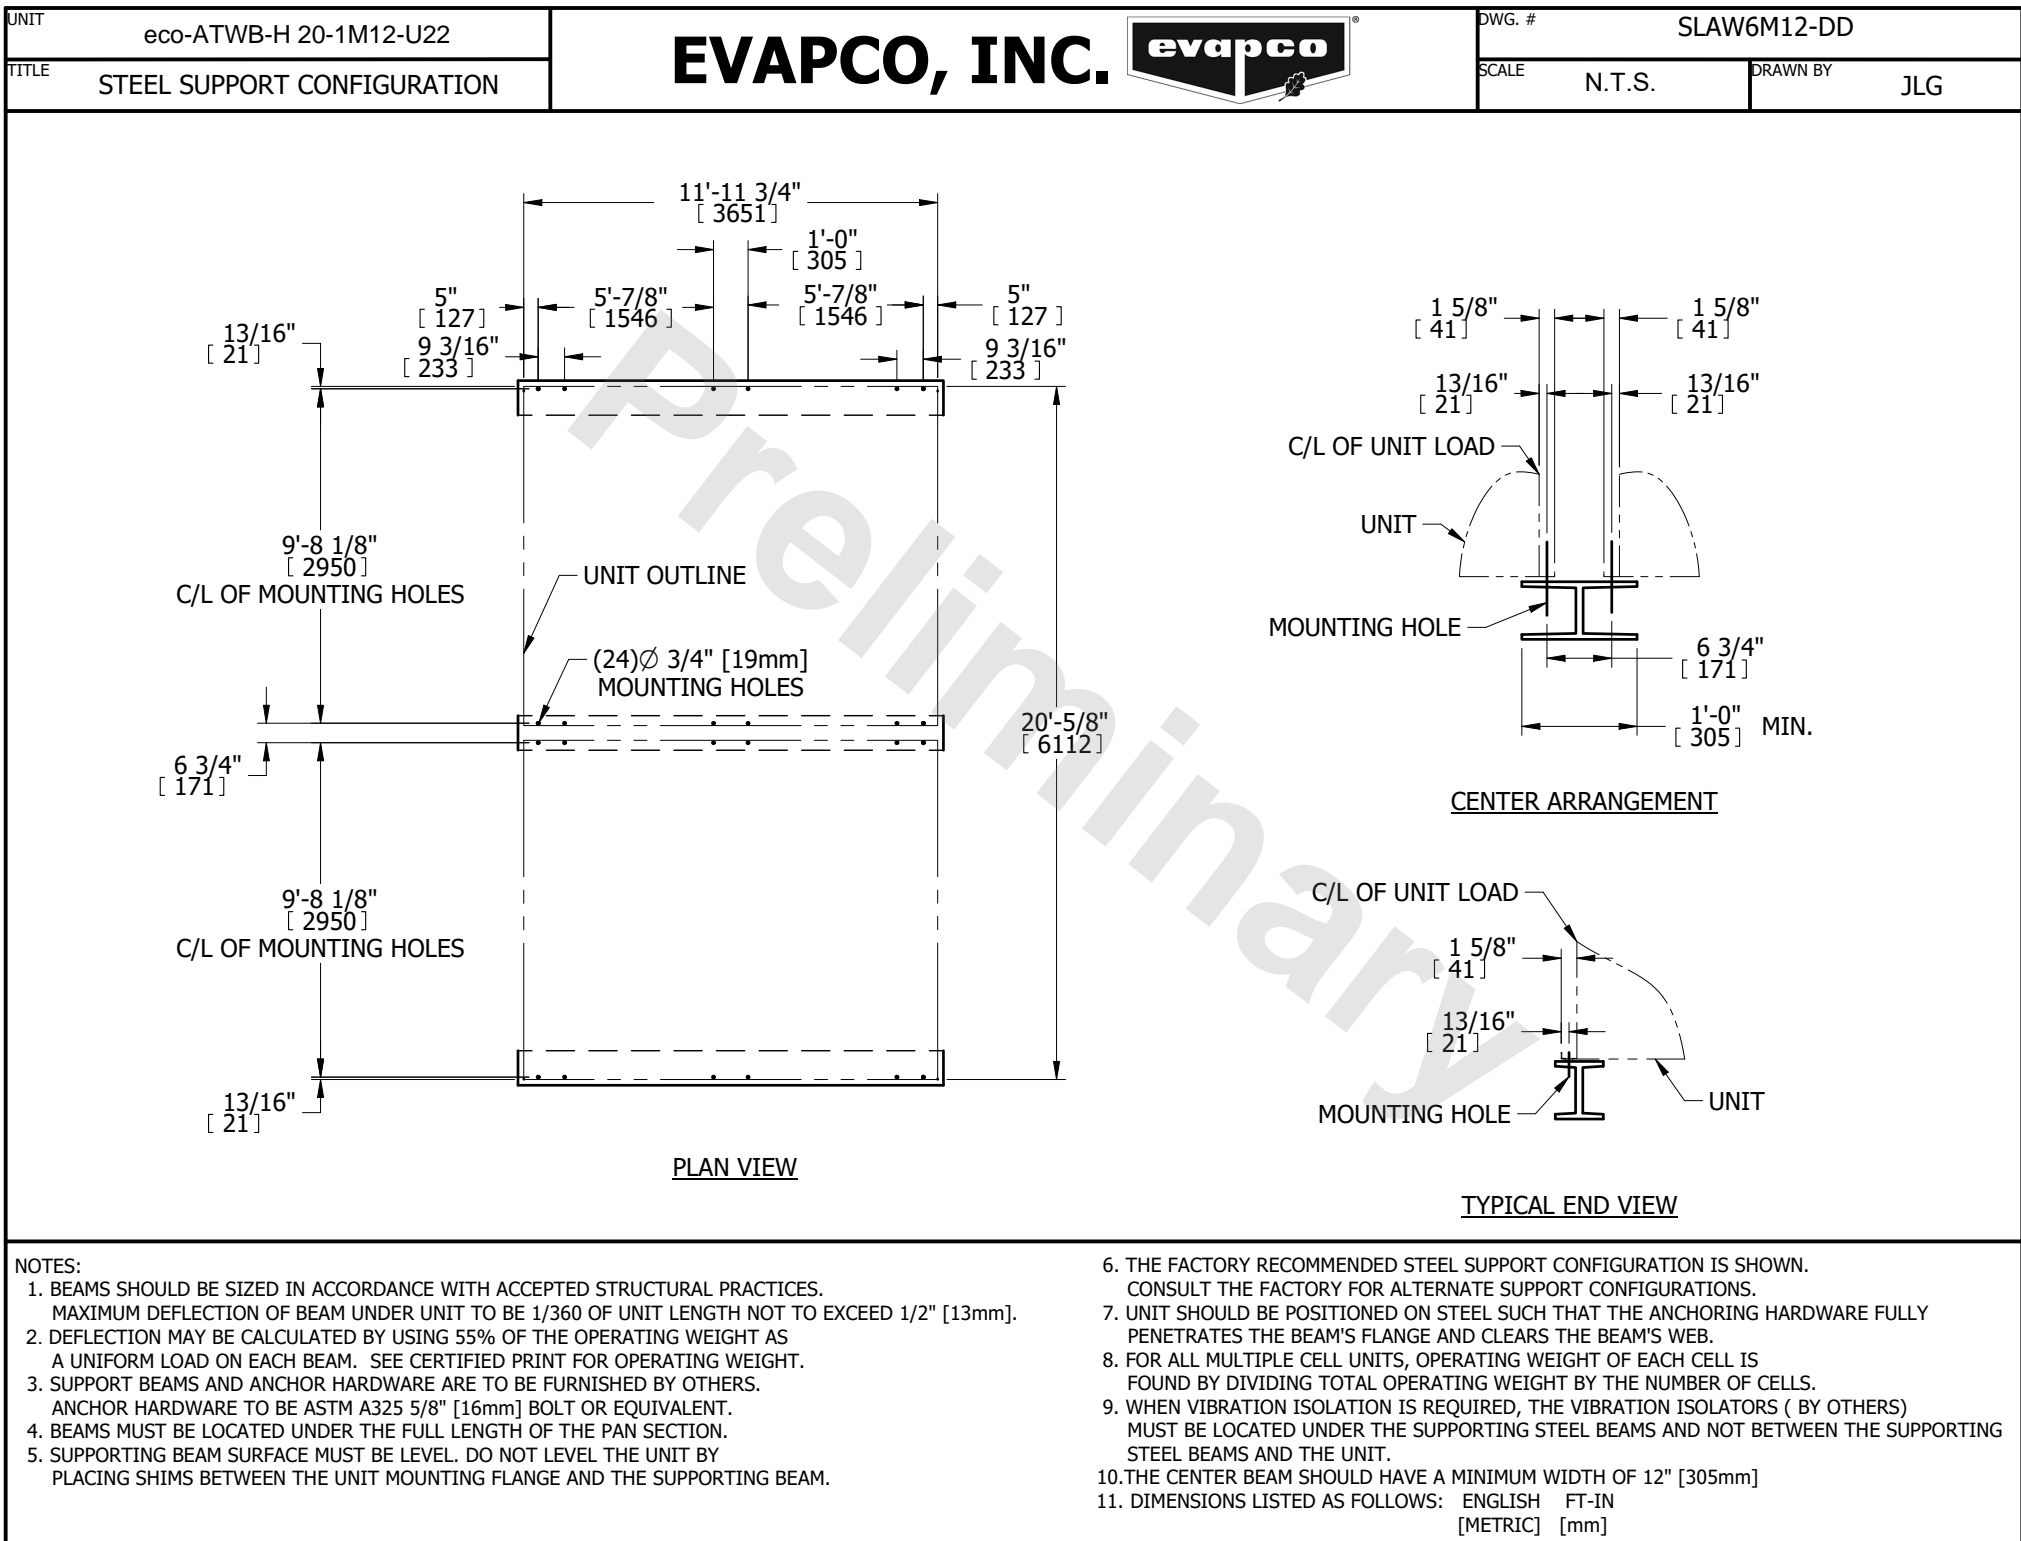 UNIT
eco-ATWB-H 20-1M12-U22
TITLE
STEEL SUPPORT CONFIGURATION
EVAPCO, INC.
evapco
®
DWG. #
SLAW6M12-DD
SCALE
N.T.S.
DRAWN BY
JLG
11'-11 3/4"
[ 3651]
1'-0"
[ 305 ]
5"
[ 127]
5'-7/8"
[ 1546 ]
5'-7/8"
[ 1546 ]
5"
[ 127 ]
13/16"
[ 21]
9 3/16"
[ 233 ]
9 3/16"
[ 233 ]
9'-8 1/8"
[ 2950]
C/L OF MOUNTING HOLES
UNIT OUTLINE
(24)∅ 3/4" [19mm]
MOUNTING HOLES
6 3/4"
[ 171]
20'-5/8"
[ 6112]
9'-8 1/8"
[ 2950]
C/L OF MOUNTING HOLES
13/16"
[ 21]
PLAN VIEW
Preliminary
1 5/8"
[ 41]
1 5/8"
[ 41]
13/16"
[ 21]
13/16"
[ 21]
C/L OF UNIT LOAD
UNIT
MOUNTING HOLE
6 3/4"
[ 171]
1'-0"
[ 305] MIN.
CENTER ARRANGEMENT
C/L OF UNIT LOAD
1 5/8"
[ 41]
13/16"
[ 21]
MOUNTING HOLE
UNIT
TYPICAL END VIEW
NOTES:
1. BEAMS SHOULD BE SIZED IN ACCORDANCE WITH ACCEPTED STRUCTURAL PRACTICES.
MAXIMUM DEFLECTION OF BEAM UNDER UNIT TO BE 1/360 OF UNIT LENGTH NOT TO EXCEED 1/2" [13mm].
2. DEFLECTION MAY BE CALCULATED BY USING 55% OF THE OPERATING WEIGHT AS
A UNIFORM LOAD ON EACH BEAM. SEE CERTIFIED PRINT FOR OPERATING WEIGHT.
3. SUPPORT BEAMS AND ANCHOR HARDWARE ARE TO BE FURNISHED BY OTHERS.
ANCHOR HARDWARE TO BE ASTM A325 5/8" [16mm] BOLT OR EQUIVALENT.
4. BEAMS MUST BE LOCATED UNDER THE FULL LENGTH OF THE PAN SECTION.
5. SUPPORTING BEAM SURFACE MUST BE LEVEL. DO NOT LEVEL THE UNIT BY
PLACING SHIMS BETWEEN THE UNIT MOUNTING FLANGE AND THE SUPPORTING BEAM.
6. THE FACTORY RECOMMENDED STEEL SUPPORT CONFIGURATION IS SHOWN.
CONSULT THE FACTORY FOR ALTERNATE SUPPORT CONFIGURATIONS.
7. UNIT SHOULD BE POSITIONED ON STEEL SUCH THAT THE ANCHORING HARDWARE FULLY
PENETRATES THE BEAM'S FLANGE AND CLEARS THE BEAM'S WEB.
8. FOR ALL MULTIPLE CELL UNITS, OPERATING WEIGHT OF EACH CELL IS
FOUND BY DIVIDING TOTAL OPERATING WEIGHT BY THE NUMBER OF CELLS.
9. WHEN VIBRATION ISOLATION IS REQUIRED, THE VIBRATION ISOLATORS ( BY OTHERS)
MUST BE LOCATED UNDER THE SUPPORTING STEEL BEAMS AND NOT BETWEEN THE SUPPORTING
STEEL BEAMS AND THE UNIT.
10.THE CENTER BEAM SHOULD HAVE A MINIMUM WIDTH OF 12" [305mm]
11. DIMENSIONS LISTED AS FOLLOWS: ENGLISH FT-IN
[METRIC] [mm]